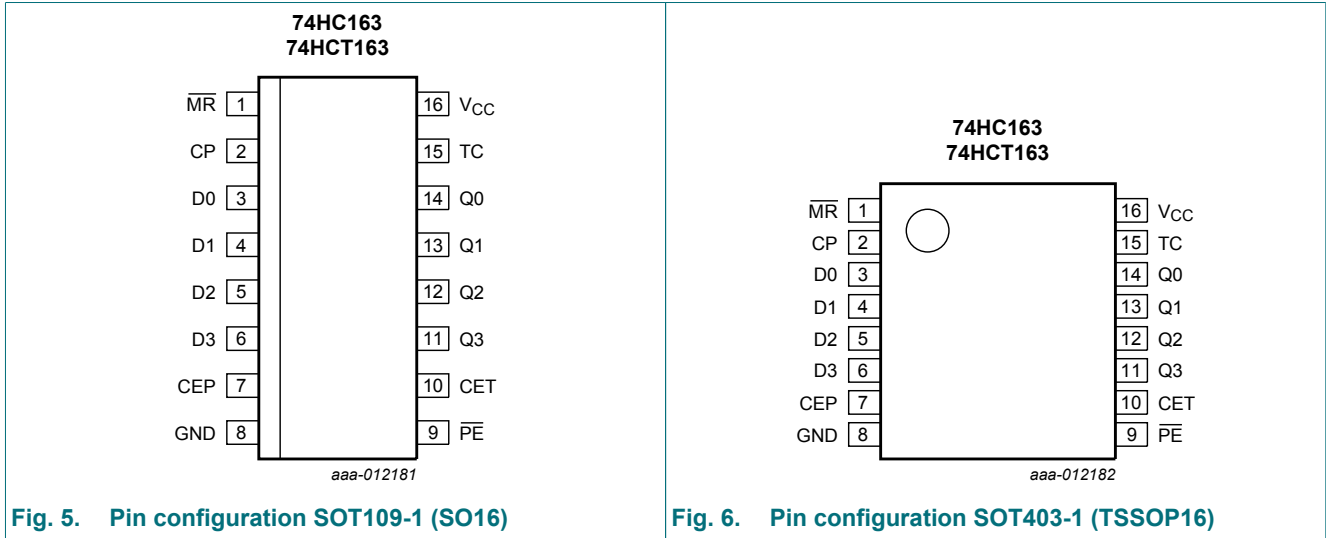 74HC163
74HCT163
MR 1 16 VCC
CP 2 15 TC
D0 3 14 Q0
D1 4 13 Q1
D2 5 12 Q2
D3 6 11 Q3
CEP 7 10 CET
GND 8 9 PE
aaa-012181
Fig. 5. Pin configuration SOT109-1 (SO16)
74HC163
74HCT163
MR 1 16 VCC
CP 2 15 TC
D0 3 14 Q0
D1 4 13 Q1
D2 5 12 Q2
D3 6 11 Q3
CEP 7 10 CET
GND 8 9 PE
aaa-012182
Fig. 6. Pin configuration SOT403-1 (TSSOP16)